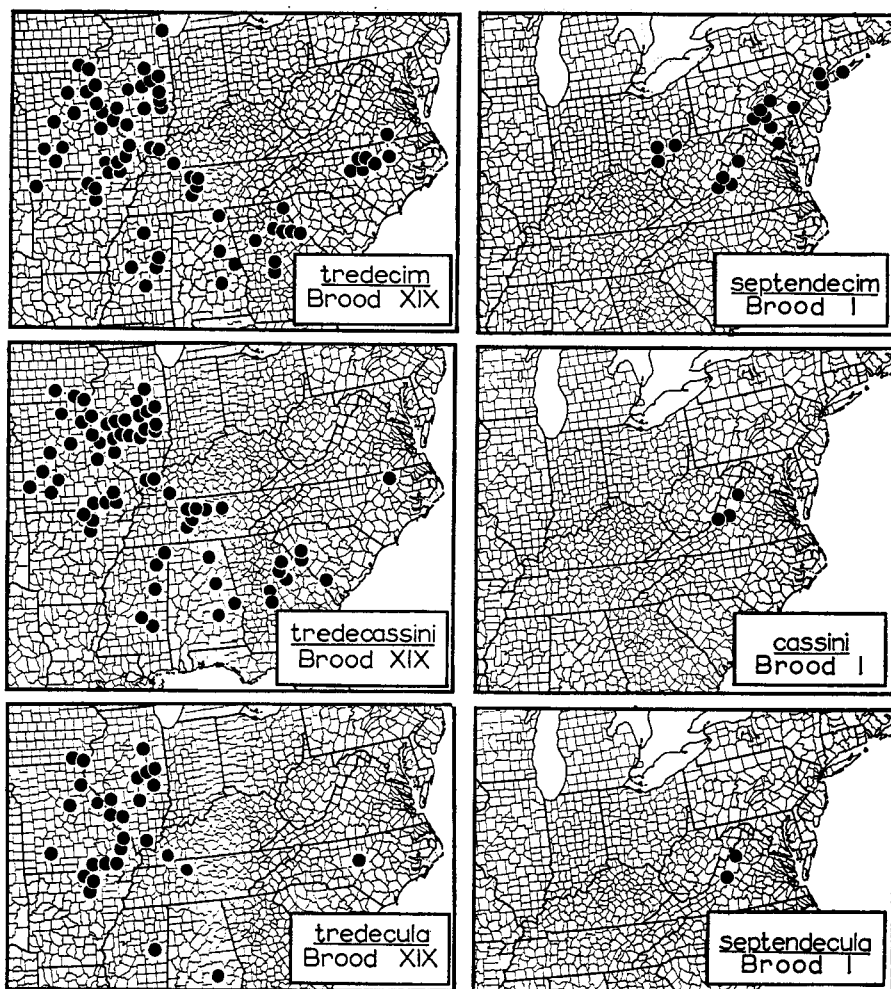 tredecim
Brood XIX
septendecim
Brood I
tredecassini
Brood XIX
cassini
Brood I
tredecula
Brood XIX
septendecula
Brood I